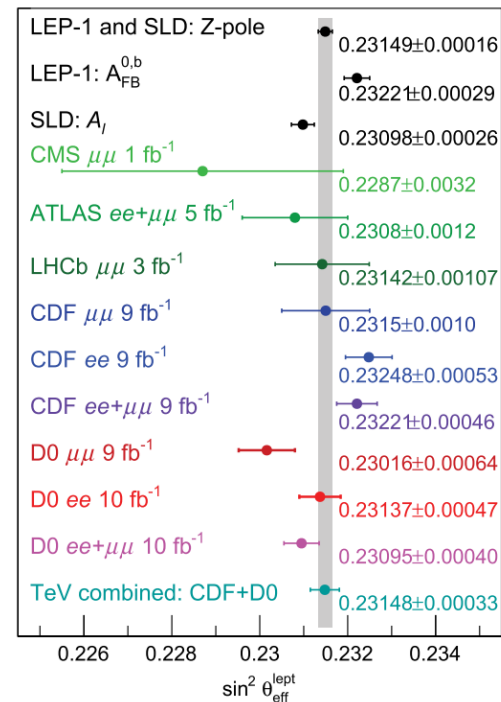 LEP-1 and SLD: Z-pole
0.23149±0.00016
LEP-1: A_FB^0,b
0.23221±0.00029
SLD: A_l
0.23098±0.00026
CMS μμ 1 fb⁻¹
0.2287±0.0032
ATLAS ee+μμ 5 fb⁻¹
0.2308±0.0012
LHCb μμ 3 fb⁻¹
0.23142±0.00107
CDF μμ 9 fb⁻¹
0.2315±0.0010
CDF ee 9 fb⁻¹
0.23248±0.00053
CDF ee+μμ 9 fb⁻¹
0.23221±0.00046
D0 μμ 9 fb⁻¹
0.23016±0.00064
D0 ee 10 fb⁻¹
0.23137±0.00047
D0 ee+μμ 10 fb⁻¹
0.23095±0.00040
TeV combined: CDF+D0
0.23148±0.00033
0.226 0.228 0.23 0.232 0.234
sin² θ_eff^lept